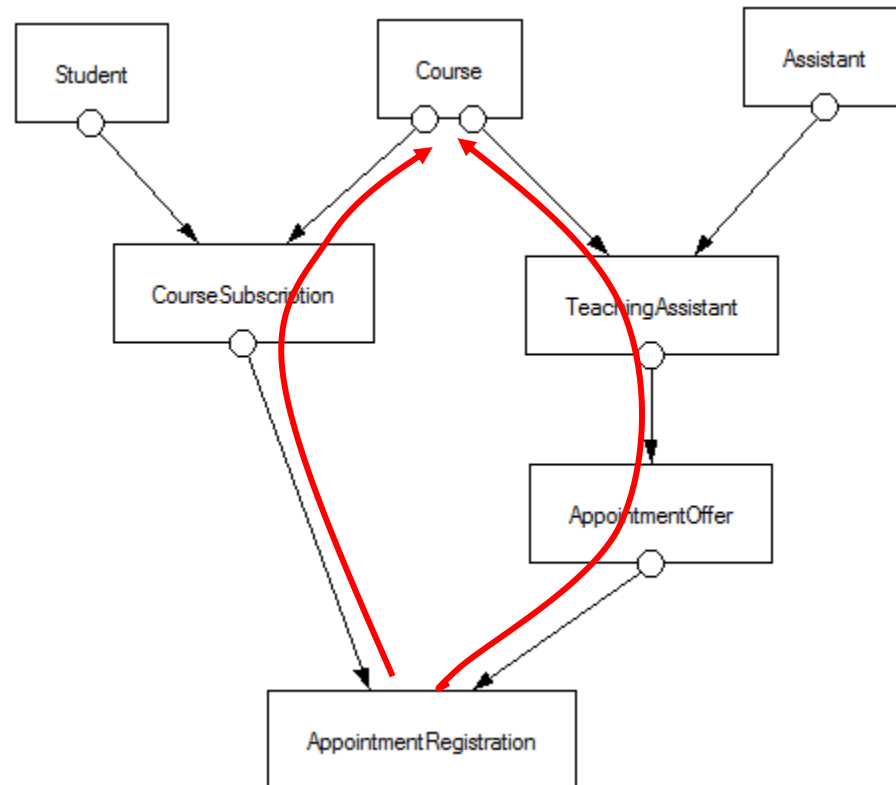 Student
Course
Assistant
CourseSubscription
TeachingAssistant
AppointmentOffer
AppointmentRegistration